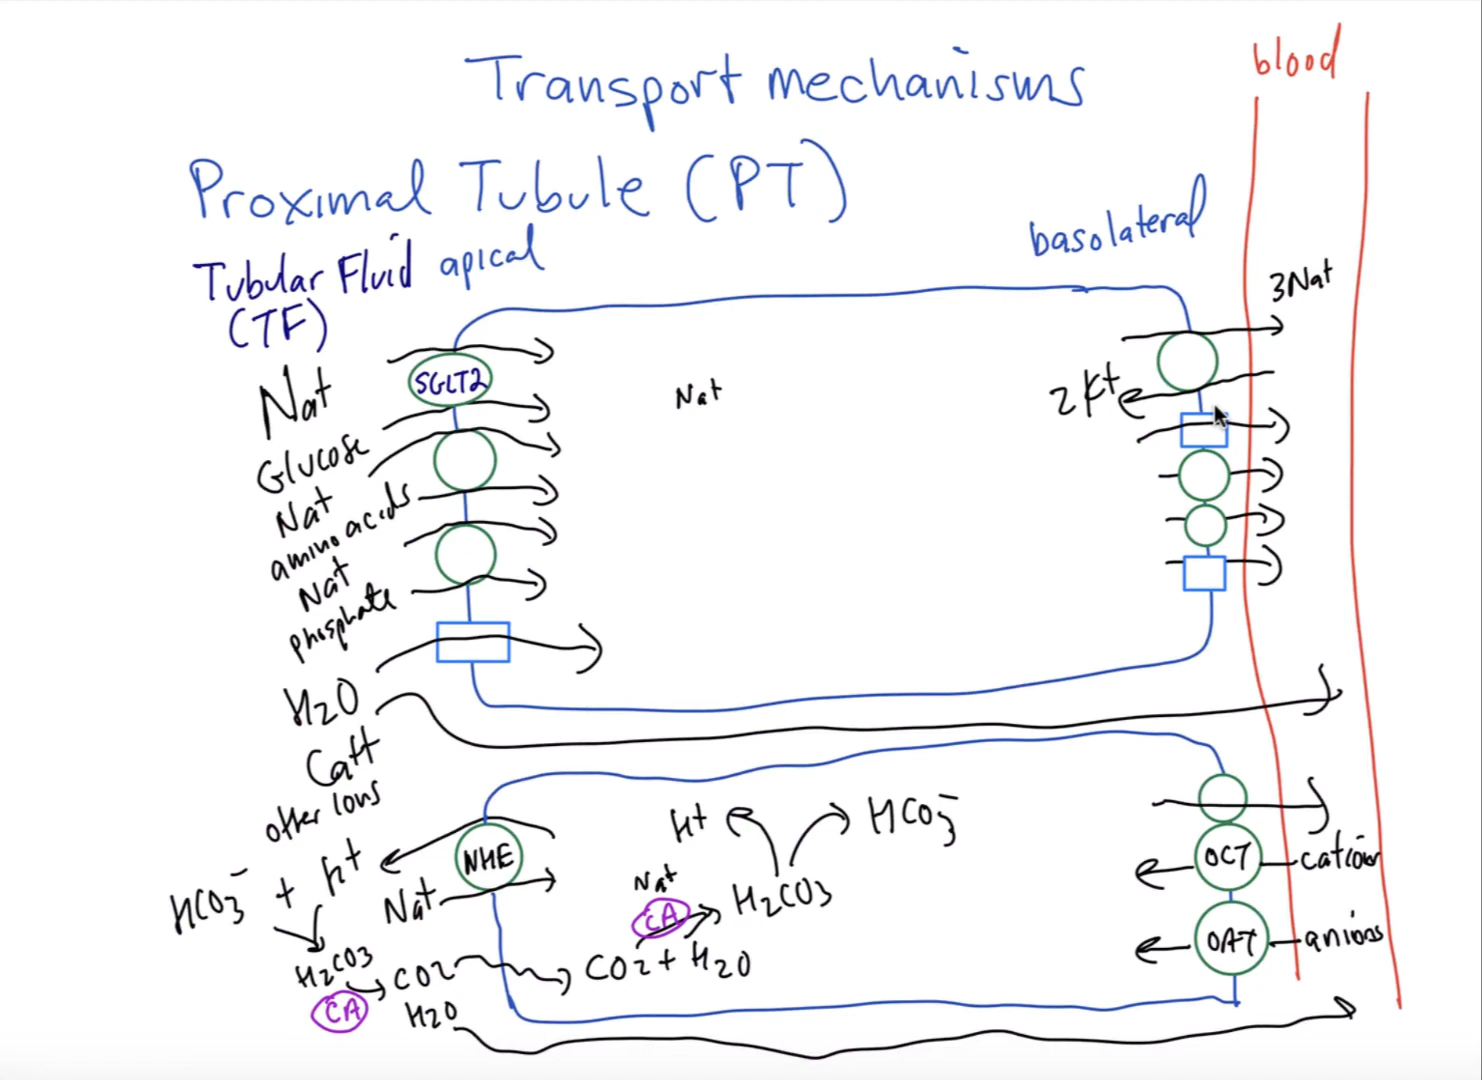 Transport mechanisms
blood
Proximal Tubule (PT)
Tubular Fluid
(TF)
apical
basolateral
3Na+
Na+
SGLT2
Na+
2K+
Glucose
Na+
amino acids
Na+
phosphate
H2O
Ca++
other ions
H+
HCO3-
HCO3- + H+
NHE
Na+
Na+
CA
H2CO3
OCT
cations
OAT
anions
H2CO3
CO2
CO2 + H2O
CA
H2O